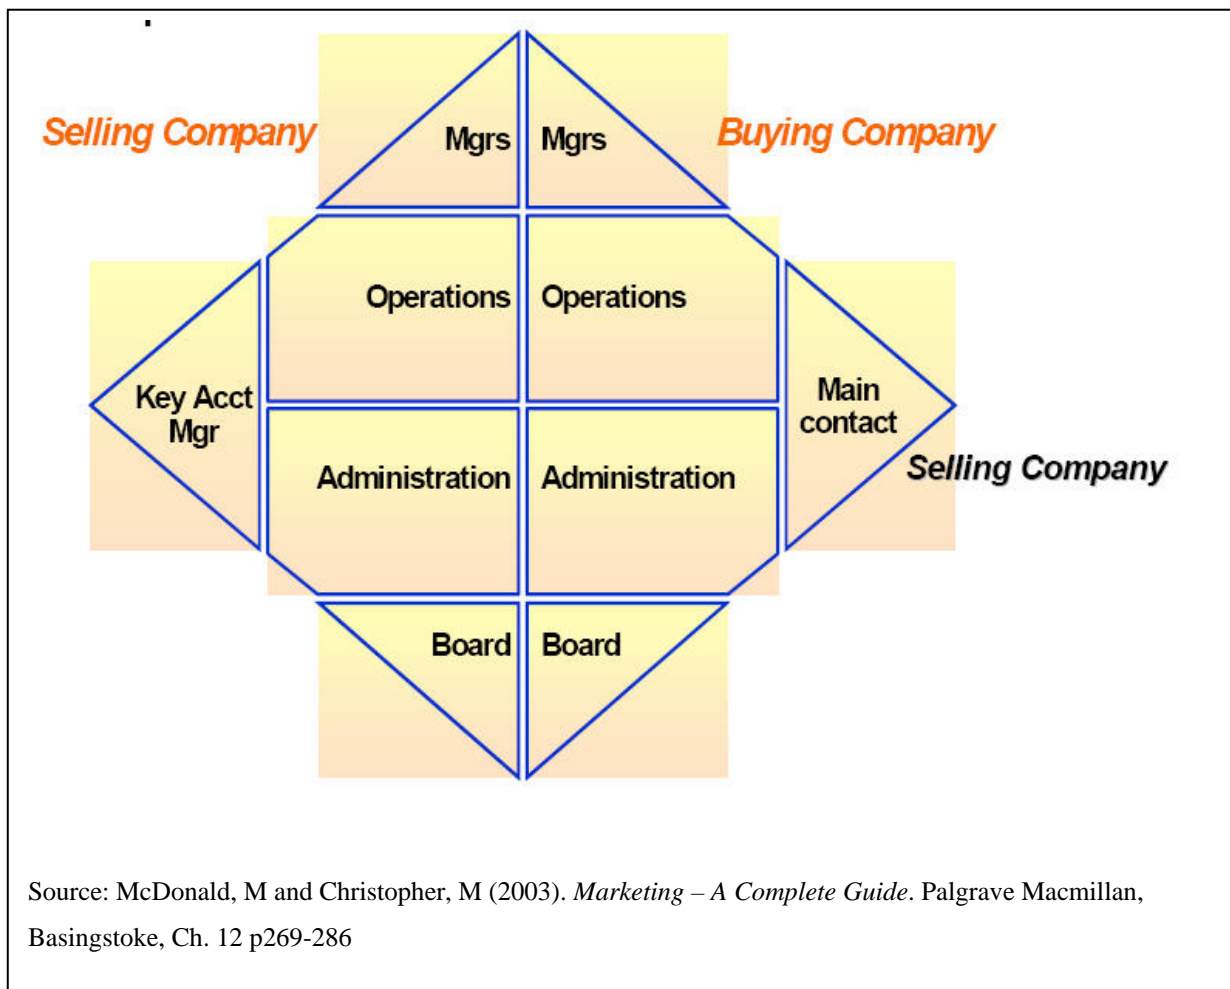 Mgrs Mgrs
Selling Company
Buying Company
Operations Operations
Key Acct
Mgr
Main
contact
Selling Company
Administration Administration
Board Board
Source: McDonald, M and Christopher, M (2003). Marketing – A Complete Guide. Palgrave Macmillan,
Basingstoke, Ch. 12 p269-286